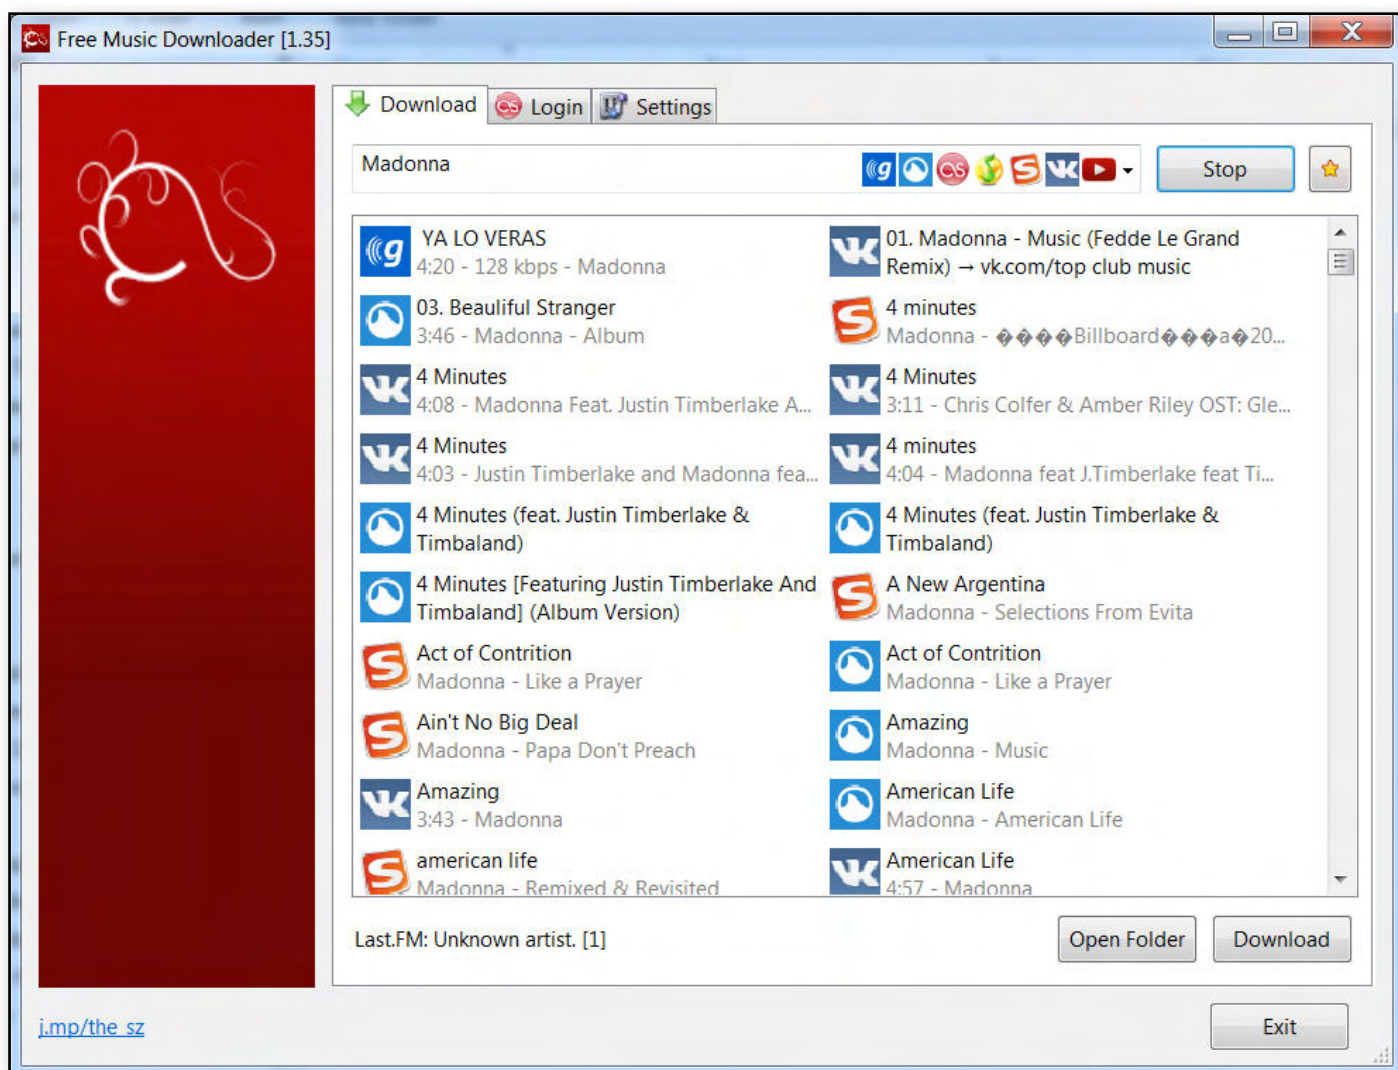 Free Music Downloader [1.35]
Download
Login
Settings
Madonna
Stop
YA LO VERAS
4:20 - 128 kbps - Madonna
01. Madonna - Music (Fedde Le Grand
Remix) → vk.com/top club music
03. Beauliful Stranger
3:46 - Madonna - Album
4 minutes
Madonna - ����Billboard���a�20...
4 Minutes
4:08 - Madonna Feat. Justin Timberlake A...
4 Minutes
3:11 - Chris Colfer & Amber Riley OST: Gle...
4 Minutes
4:03 - Justin Timberlake and Madonna fea...
4 minutes
4:04 - Madonna feat J.Timberlake feat Ti...
4 Minutes (feat. Justin Timberlake &
Timbaland)
4 Minutes (feat. Justin Timberlake &
Timbaland)
4 Minutes [Featuring Justin Timberlake And
Timbaland] (Album Version)
A New Argentina
Madonna - Selections From Evita
Act of Contrition
Madonna - Like a Prayer
Act of Contrition
Madonna - Like a Prayer
Ain't No Big Deal
Madonna - Papa Don't Preach
Amazing
Madonna - Music
Amazing
3:43 - Madonna
American Life
Madonna - American Life
american life
Madonna - Remixed & Revisited
American Life
4:57 - Madonna
Last.FM: Unknown artist. [1]
Open Folder
Download
j.mp/the_sz
Exit